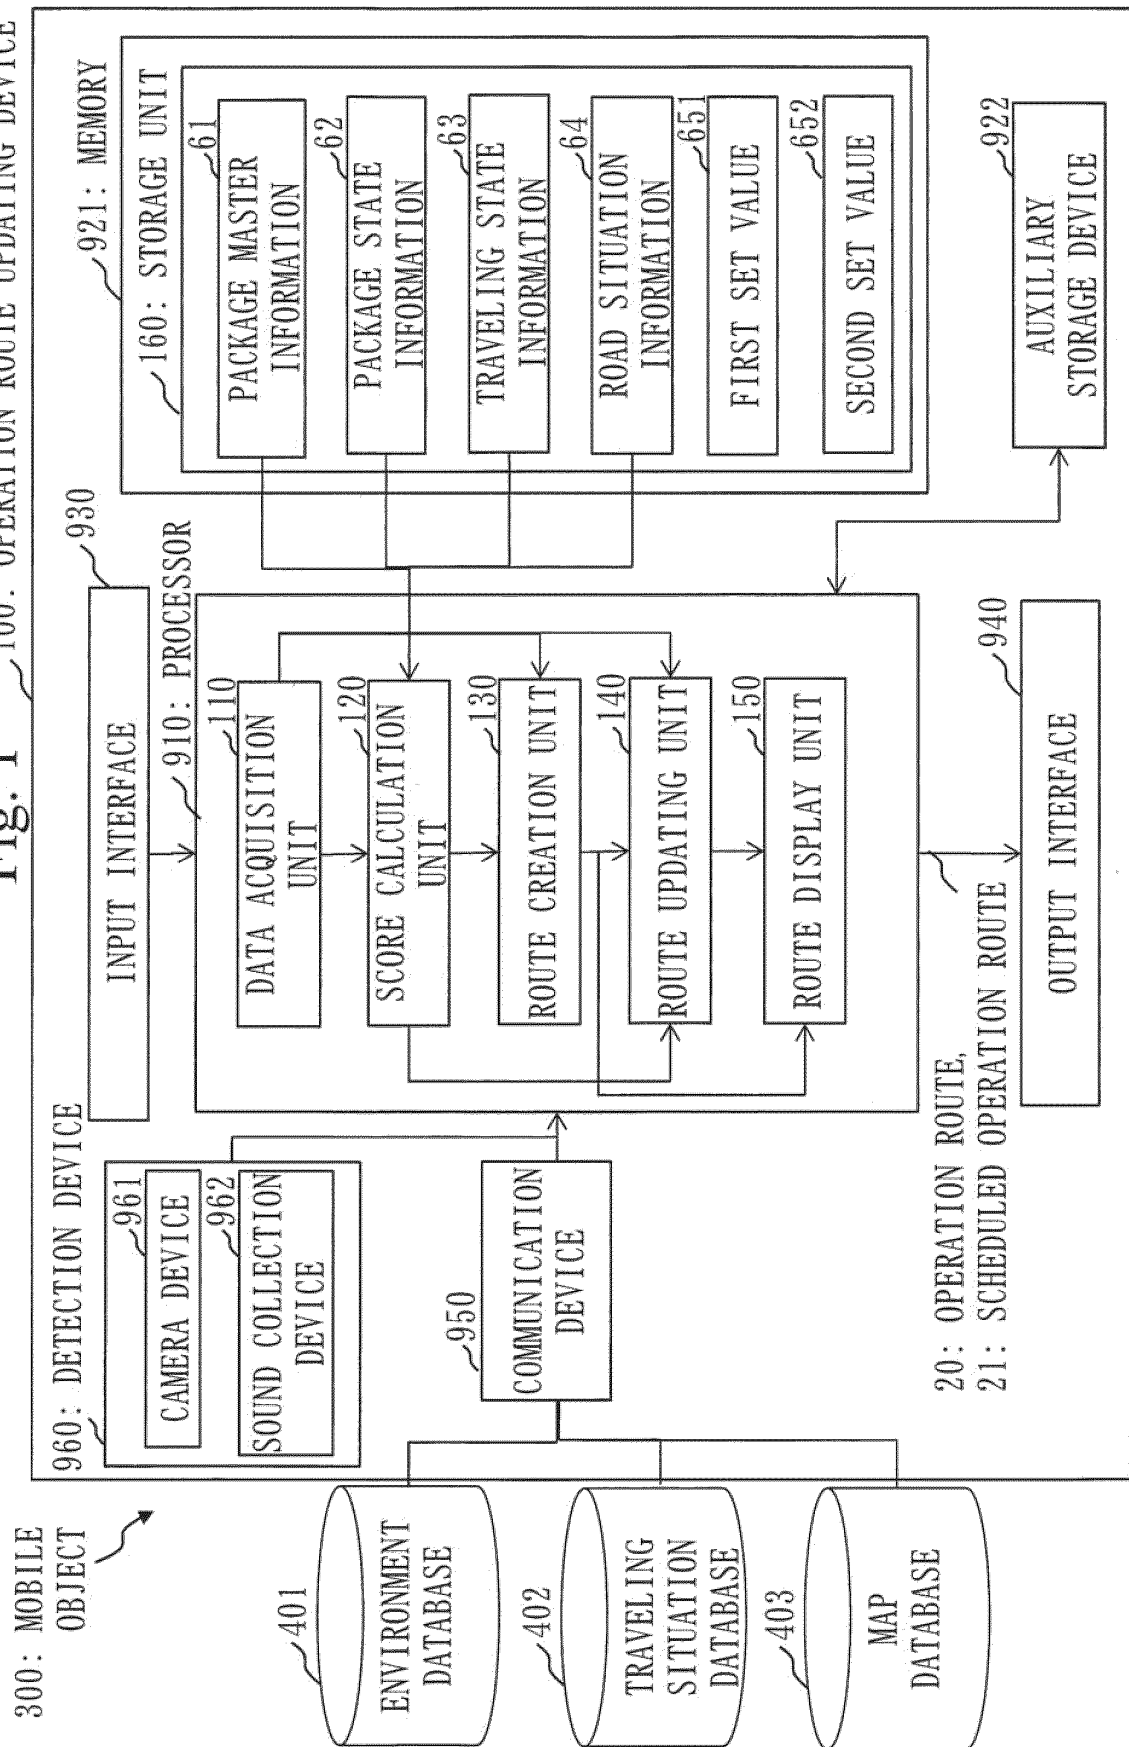 Fig. 1
100: OPERATION ROUTE UPDATING DEVICE
300: MOBILE
OBJECT
960: DETECTION DEVICE
961
CAMERA DEVICE
962
SOUND COLLECTION
DEVICE
INPUT INTERFACE
930
921: MEMORY
160: STORAGE UNIT
61
PACKAGE MASTER
INFORMATION
62
PACKAGE STATE
INFORMATION
63
TRAVELING STATE
INFORMATION
64
ROAD SITUATION
INFORMATION
651
FIRST SET VALUE
652
SECOND SET VALUE
910: PROCESSOR
110
DATA ACQUISITION
UNIT
120
SCORE CALCULATION
UNIT
130
ROUTE CREATION UNIT
140
ROUTE UPDATING UNIT
150
ROUTE DISPLAY UNIT
401
ENVIRONMENT
DATABASE
402
TRAVELING
SITUATION
DATABASE
403
MAP
DATABASE
950
COMMUNICATION
DEVICE
20: OPERATION ROUTE,
21: SCHEDULED OPERATION ROUTE
940
OUTPUT INTERFACE
922
AUXILIARY
STORAGE DEVICE